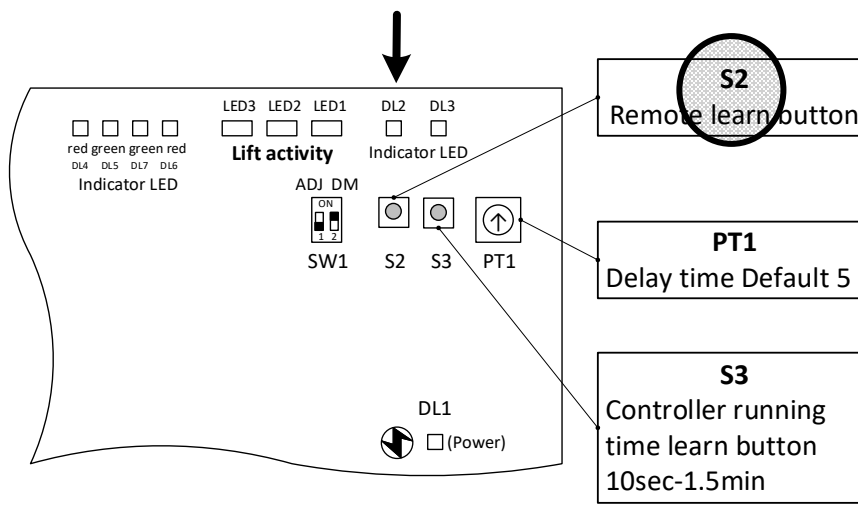 LED3 LED2 LED1 DL2 DL3
red green green red
DL4 DL5 DL7 DL6
Indicator LED
Lift activity
Indicator LED
ADJ DM
ON
1 2
SW1 S2 S3 PT1
DL1
(Power)
S2
Remote learn button
PT1
Delay time Default 5
S3
Controller running
time learn button
10sec-1.5min